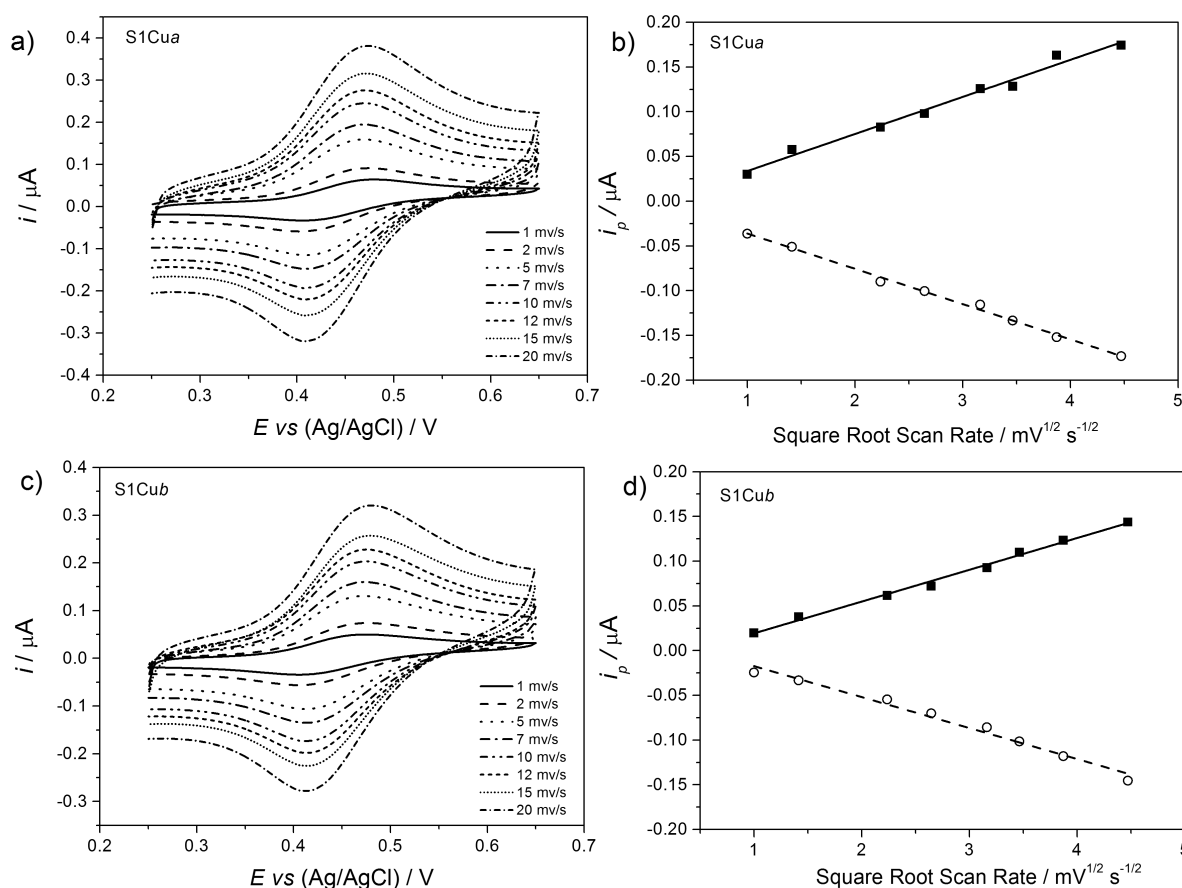 a)
S1Cua
i / μA
0.4
0.3
0.2
0.1
0.0
-0.1
-0.2
-0.3
-0.4
1 mv/s
2 mv/s
5 mv/s
7 mv/s
10 mv/s
12 mv/s
15 mv/s
20 mv/s
0.2 0.3 0.4 0.5 0.6 0.7
E vs (Ag/AgCl) / V
b)
S1Cua
i_p / μA
0.20
0.15
0.10
0.05
0.00
-0.05
-0.10
-0.15
-0.20
1 2 3 4 5
Square Root Scan Rate / mV^1/2 s^-1/2
c)
S1Cub
i / μA
0.4
0.3
0.2
0.1
0.0
-0.1
-0.2
-0.3
1 mv/s
2 mv/s
5 mv/s
7 mv/s
10 mv/s
12 mv/s
15 mv/s
20 mv/s
0.2 0.3 0.4 0.5 0.6 0.7
E vs (Ag/AgCl) / V
d)
S1Cub
i_p / μA
0.20
0.15
0.10
0.05
0.00
-0.05
-0.10
-0.15
-0.20
1 2 3 4 5
Square Root Scan Rate / mV^1/2 s^-1/2